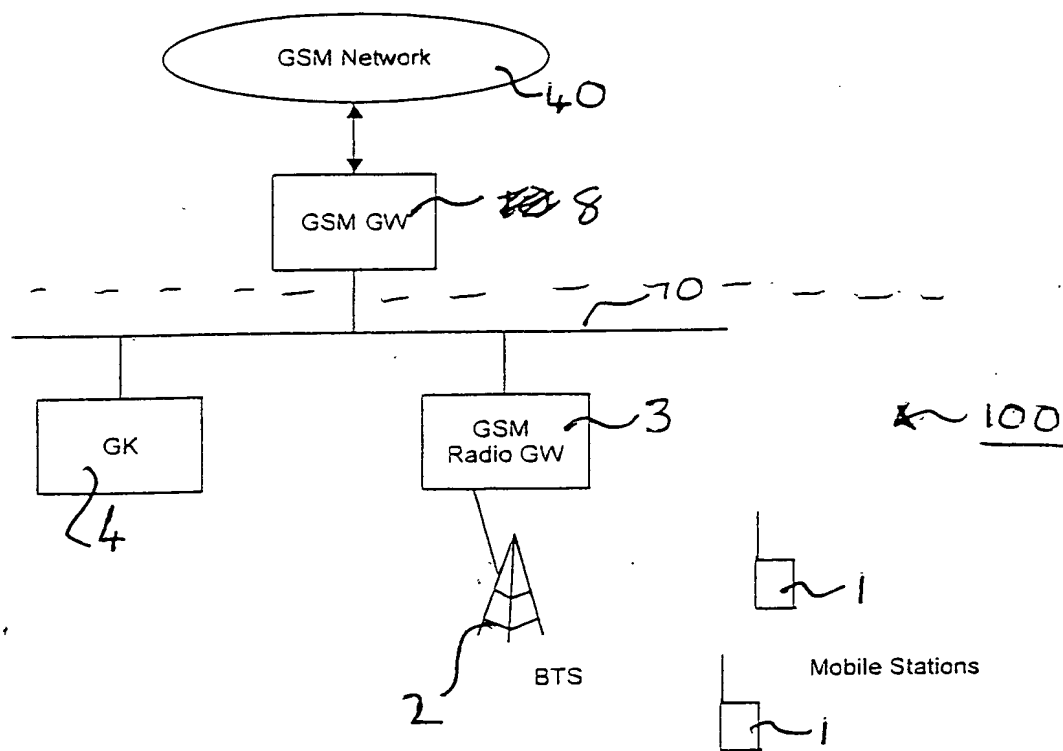 GSM Network
40
GSM GW
8
10
GK
4
GSM
Radio GW
3
100
BTS
2
1
Mobile Stations
1